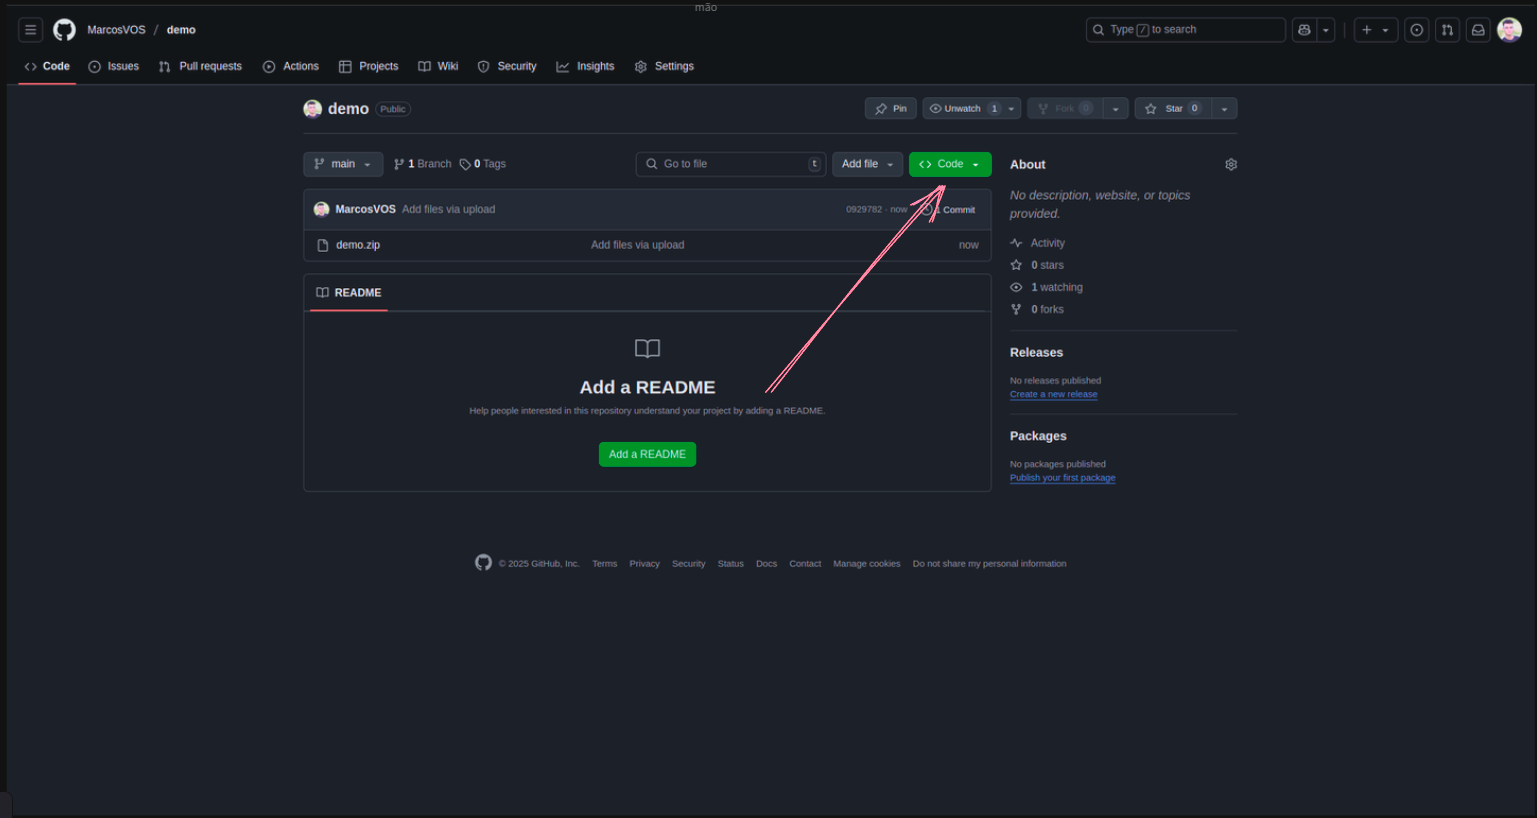 mão
MarcosVOS / demo
Type / to search
Code Issues Pull requests Actions Projects Wiki Security Insights Settings
demo Public
Pin Unwatch 1 Fork 0 Star 0
main 1 Branch 0 Tags Go to file t Add file Code
MarcosVOS Add files via upload 0929782 · now 1 Commit
demo.zip Add files via upload now
README
Add a README
Help people interested in this repository understand your project by adding a README.
Add a README
About
No description, website, or topics
provided.
Activity
0 stars
1 watching
0 forks
Releases
No releases published
Create a new release
Packages
No packages published
Publish your first package
© 2025 GitHub, Inc. Terms Privacy Security Status Docs Contact Manage cookies Do not share my personal information